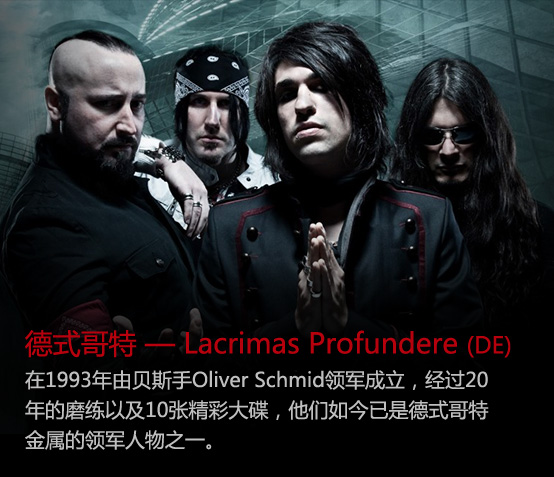 德式哥特 — Lacrimas Profundere (DE)
在1993年由贝斯手Oliver Schmid领军成立，经过20
年的磨练以及10张精彩大碟，他们如今已是德式哥特
金属的领军人物之一。